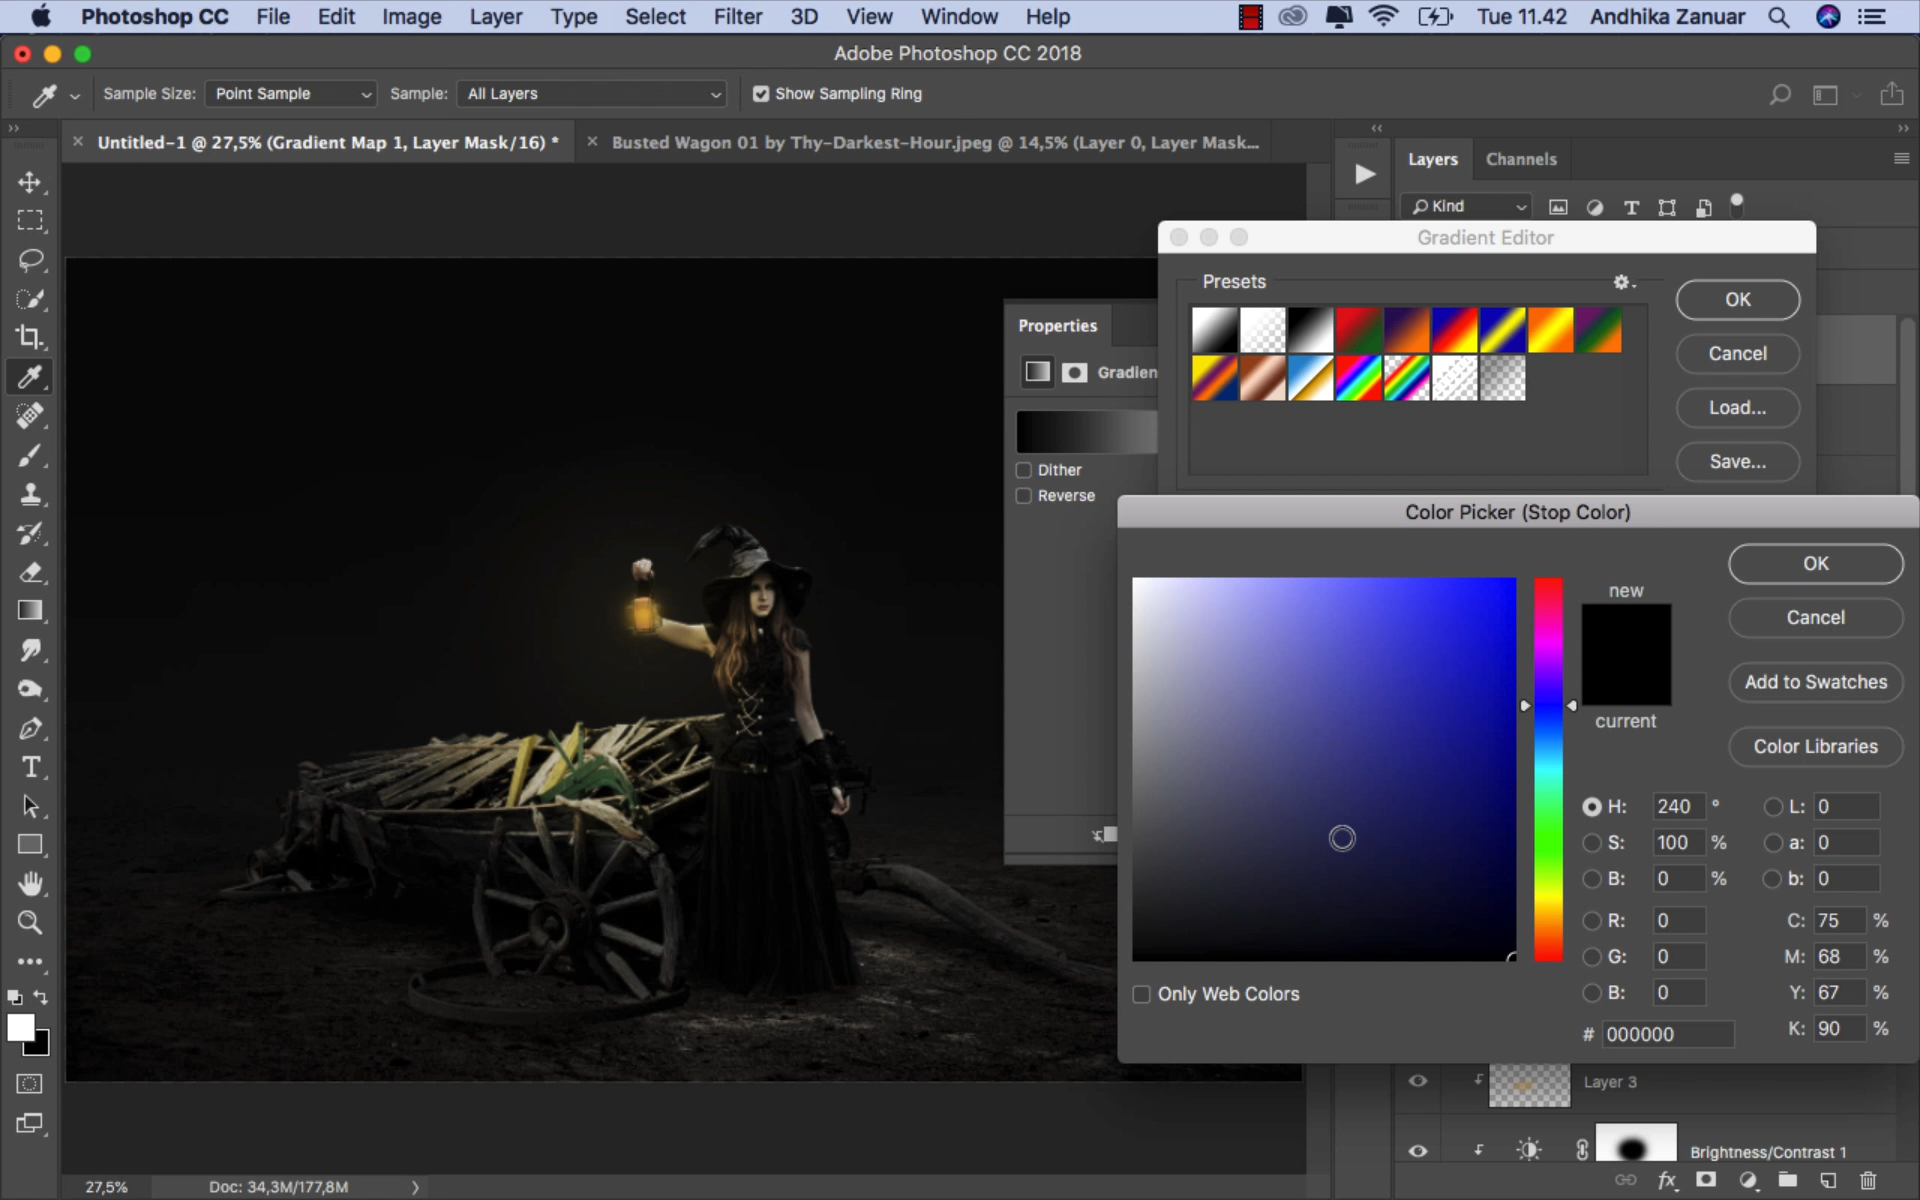 Photoshop CC File Edit Image Layer Type Select Filter 3D View Window Help Tue 11.42 Andhika Zanuar
Adobe Photoshop CC 2018
Sample Size: Point Sample Sample: All Layers Show Sampling Ring
Untitled-1 @ 27,5% (Gradient Map 1, Layer Mask/16) * Busted Wagon 01 by Thy-Darkest-Hour.jpeg @ 14,5% (Layer 0, Layer Mask...
Layers Channels
Kind
Gradient Editor
Presets
OK
Cancel
Load...
Save...
Properties
Gradien
Dither
Reverse
Color Picker (Stop Color)
new
current
OK
Cancel
Add to Swatches
Color Libraries
H: 240 ° L: 0
S: 100 % a: 0
B: 0 % b: 0
R: 0 C: 75 %
G: 0 M: 68 %
B: 0 Y: 67 %
# 000000 K: 90 %
Only Web Colors
Layer 3
Brightness/Contrast 1
fx
27,5% Doc: 34,3M/177,8M